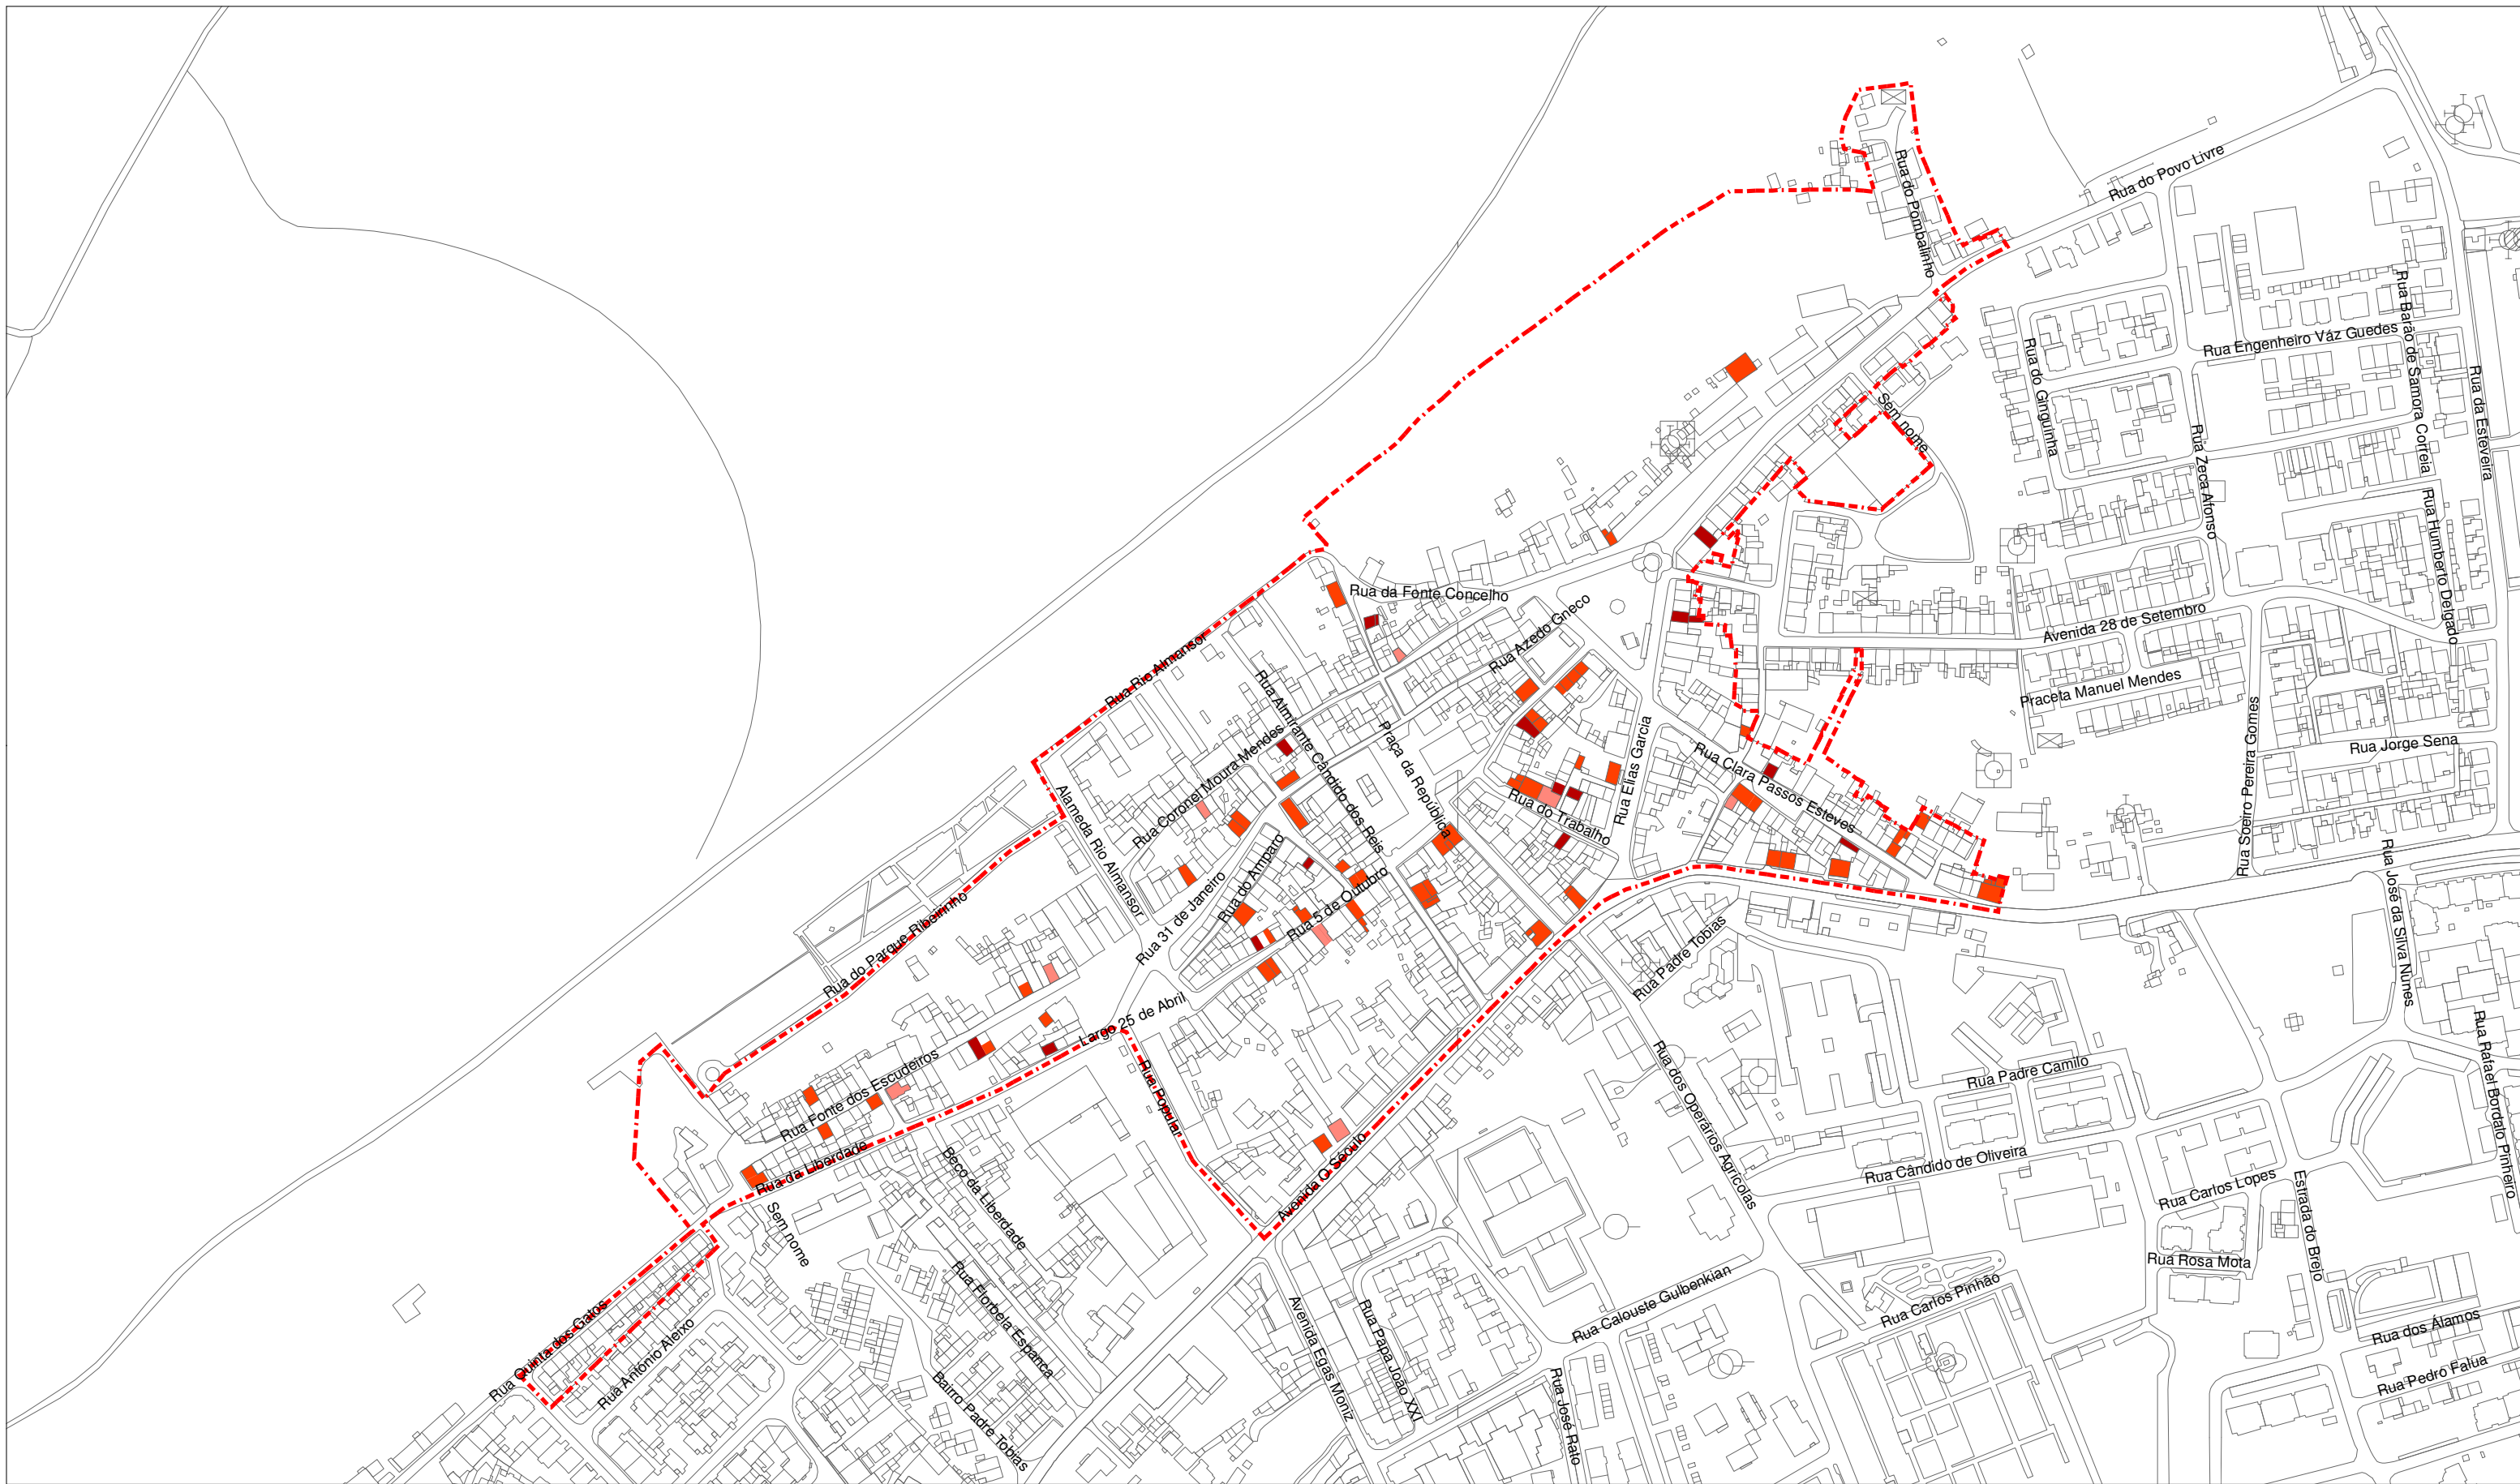 Rua do Povo Livre
Rua do Pombalinho
Rua Barão de Samora Correia
Rua Engenheiro Váz Guedes
Rua do Ginguinha
Rua da Esteveira
Sem nome
Rua Zeca Afonso
Rua Humberto Delgado
Rua da Fonte Concelho
Rua Azedo Gneco
Avenida 28 de Setembro
Rua Rio Almansor
Rua Almirante Cândido dos Reis
Praceta Manuel Mendes
Rua Soeiro Pereira Gomes
Praça da República
Rua Elias Garcia
Rua Coronel Moura Mendes
Rua Clara Passos Esteves
Rua Jorge Sena
Alameda Rio Almansor
Rua do Trabalho
Rua do Amparo
Rua 31 de Janeiro
Rua 5 de Outubro
Rua José da Silva Nunes
Rua do Parque Ribeirinho
Rua Padre Tobias
Largo 25 de Abril
Rua Rafael Bordalo Pinheiro
Rua Fonte dos Escudeiros
Rua Popular
Rua dos Operários Agrícolas
Rua Padre Camilo
Rua da Liberdade
Beco da Liberdade
Avenida O Século
Rua Cândido de Oliveira
Rua Carlos Lopes
Estrada do Brejo
Sem nome
Rua Florbela Espanca
Rua Rosa Mota
Rua Calouste Gulbenkian
Rua Carlos Pinhão
Rua Quinta dos Gatos
Rua António Aleixo
Avenida Egas Moniz
Rua Papa João XXI
Rua dos Álamos
Rua Pedro Falua
Bairro Padre Tobias
Rua José Rato